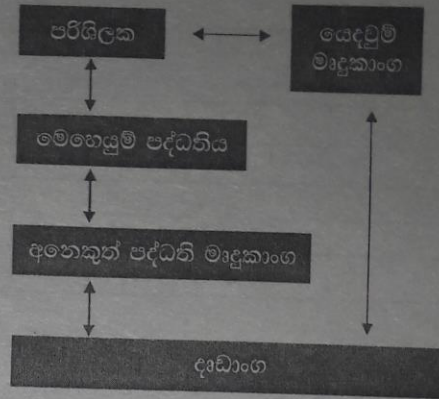 පරිශීලක
යෙදවුම්
මෘදුකාංග
මෙහෙයුම් පද්ධතිය
අනෙකුත් පද්ධති මෘදුකාංග
දෘඩාංග